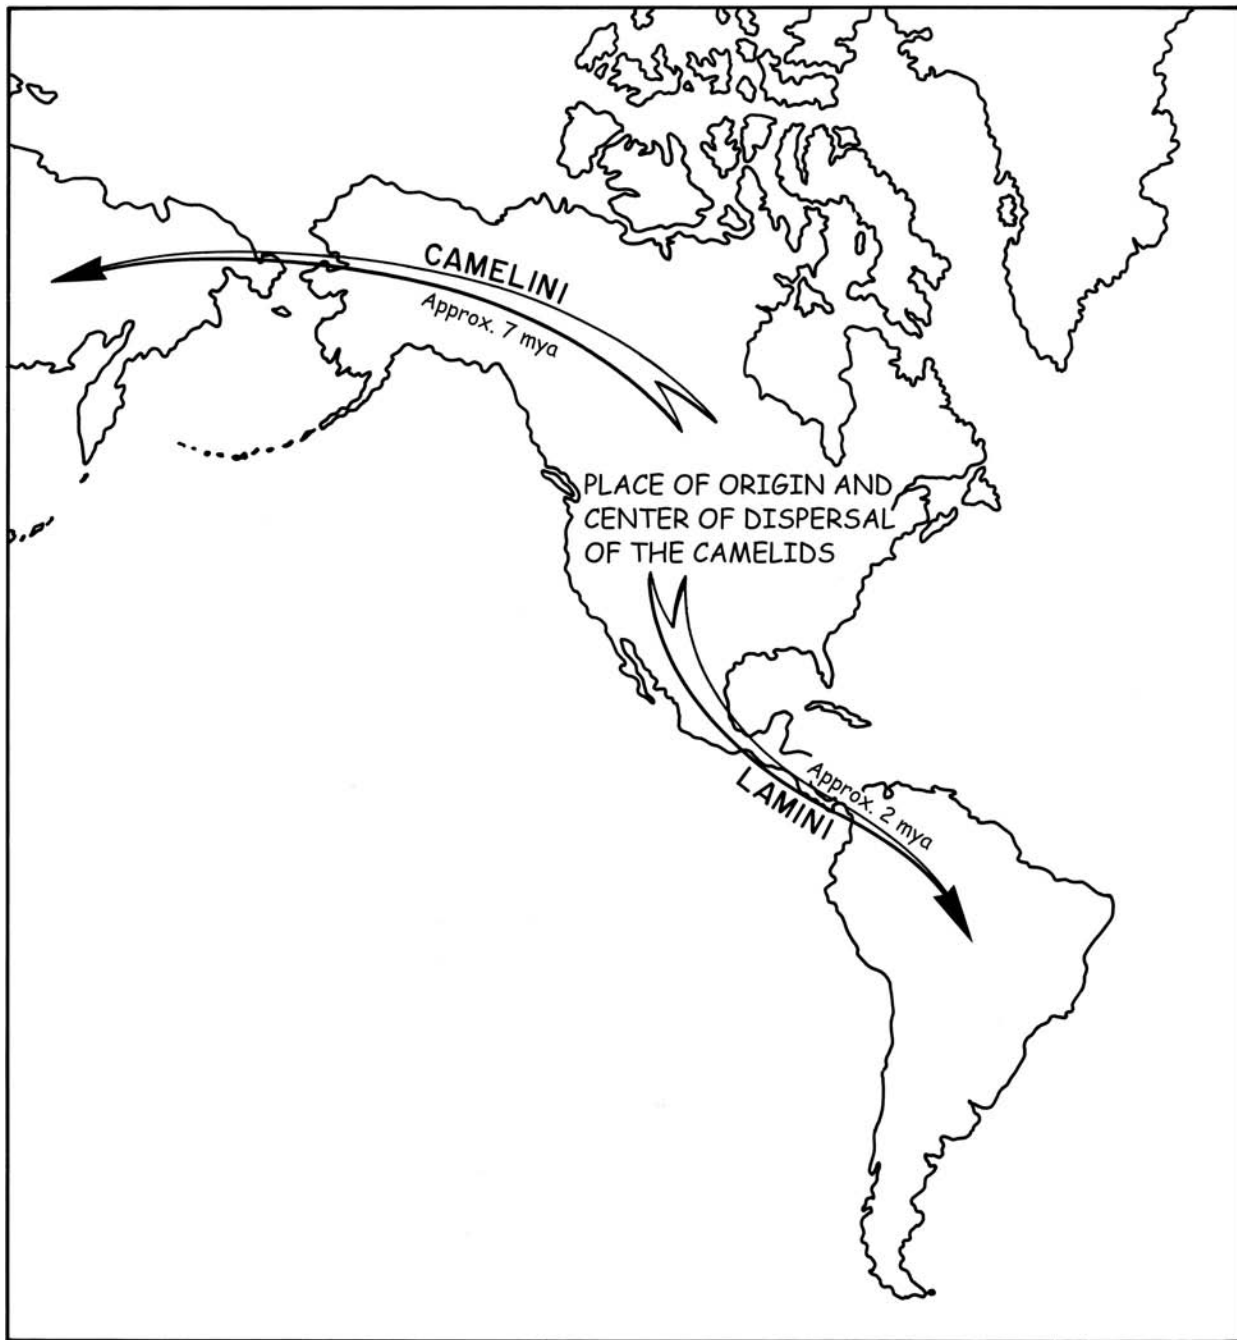 CAMELINI
Approx. 7 mya
PLACE OF ORIGIN AND
CENTER OF DISPERSAL
OF THE CAMELIDS
Approx. 2 mya
LAMINI